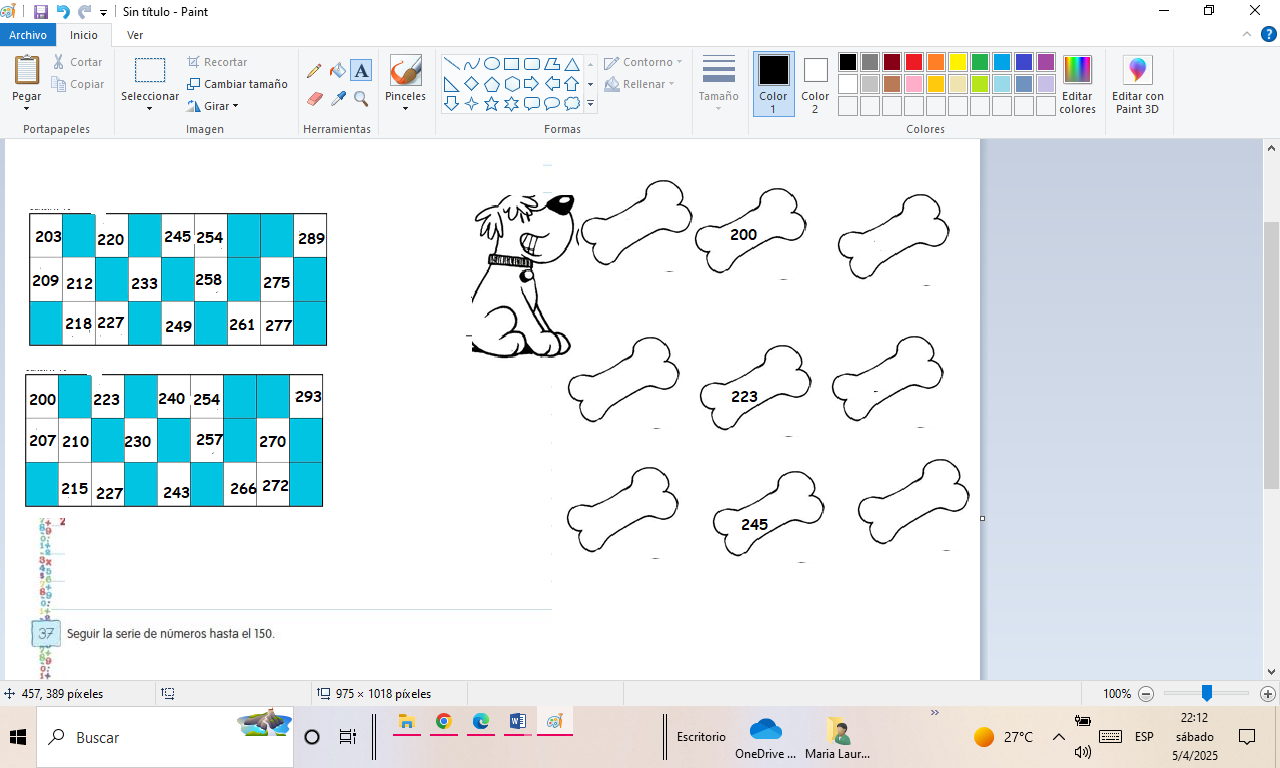 Sin título - Paint
Archivo
Inicio
Ver
Pegar
Cortar
Copiar
Portapapeles
Seleccionar
Recortar
Cambiar tamaño
Girar
Imagen
A
Herramientas
Pinceles
Contorno
Rellenar
Formas
Tamaño
Color 1
Color 2
Editar colores
Editar con Paint 3D
Colores
203 220 245 254 289
209 212 233 258 275
218 227 249 261 277
200 223 240 254 293
207 210 230 257 270
215 227 243 266 272
200
223
245
37 Seguir la serie de números hasta el 150.
457, 389 píxeles
975 × 1018 píxeles
100%
Buscar
Escritorio
OneDrive ...
Maria Laur...
27°C
ESP
22:12
sábado
5/4/2025